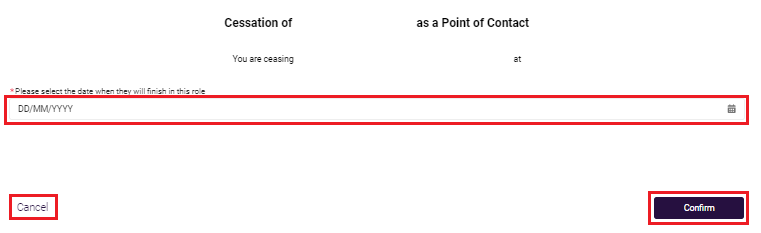 Cessation of as a Point of Contact
You are ceasing at
*Please select the date when they will finish in this role
DD/MM/YYYY
Cancel Confirm